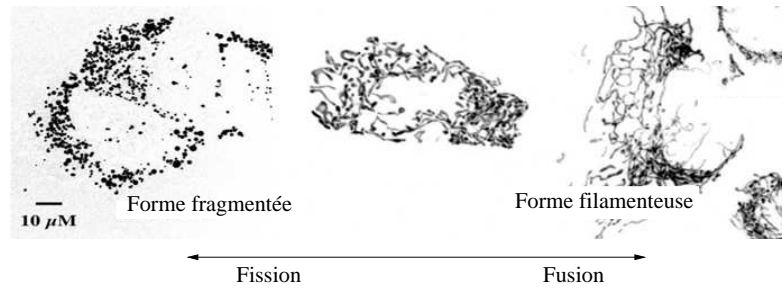 Forme fragmentée
Forme filamenteuse
10 µM
Fission
Fusion